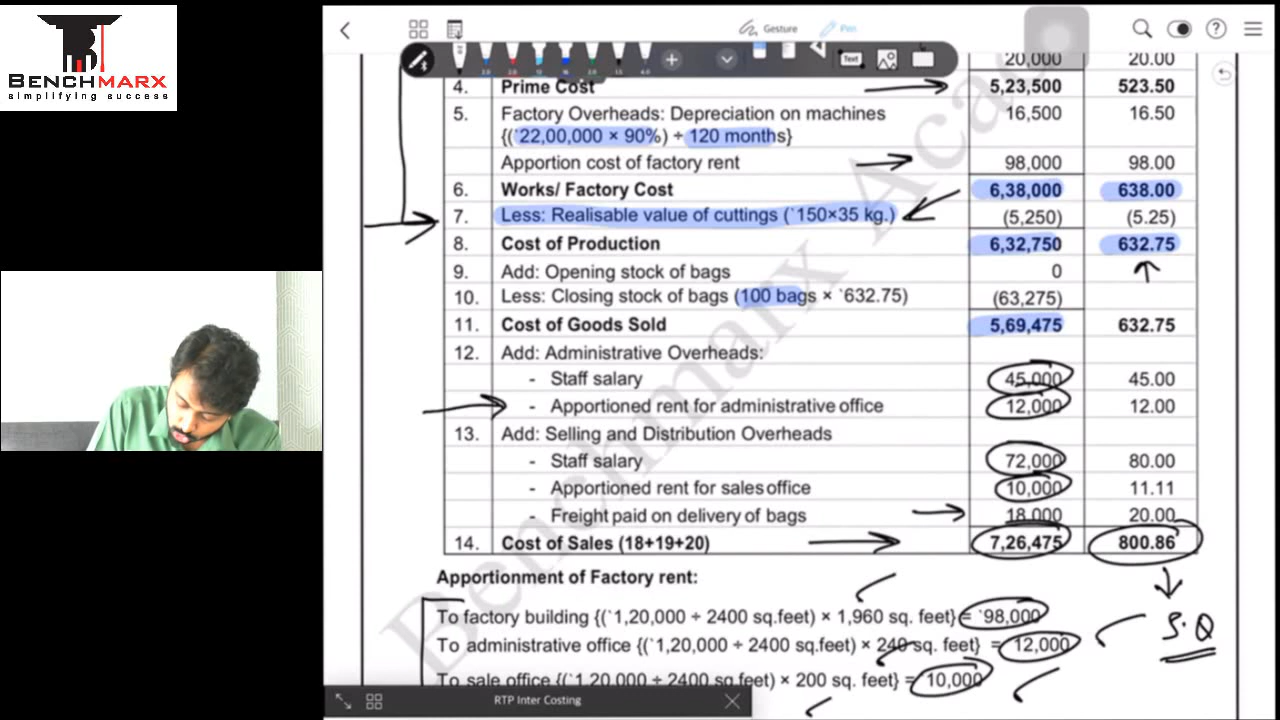 BENCHMARX
simplifying success
Gesture
Pen
Text
20,000 20.00
4. Prime Cost 5,23,500 523.50
5. Factory Overheads: Depreciation on machines 16,500 16.50
{(`22,00,000 × 90%) ÷ 120 months}
Apportion cost of factory rent 98,000 98.00
6. Works/ Factory Cost 6,38,000 638.00
7. Less: Realisable value of cuttings (`150×35 kg.) (5,250) (5.25)
8. Cost of Production 6,32,750 632.75
9. Add: Opening stock of bags 0
10. Less: Closing stock of bags (100 bags × `632.75) (63,275)
11. Cost of Goods Sold 5,69,475 632.75
12. Add: Administrative Overheads:
- Staff salary 45,000 45.00
- Apportioned rent for administrative office 12,000 12.00
13. Add: Selling and Distribution Overheads
- Staff salary 72,000 80.00
- Apportioned rent for sales office 10,000 11.11
- Freight paid on delivery of bags 18,000 20.00
14. Cost of Sales (18+19+20) 7,26,475 800.86
Apportionment of Factory rent:
To factory building {(`1,20,000 ÷ 2400 sq.feet) × 1,960 sq. feet} = `98,000
To administrative office {(`1,20,000 ÷ 2400 sq.feet) × 240 sq. feet} = 12,000
S.Q
To sale office {(`1,20,000 ÷ 2400 sq.feet) × 200 sq. feet} = 10,000
RTP Inter Costing
Benchmarx Acad